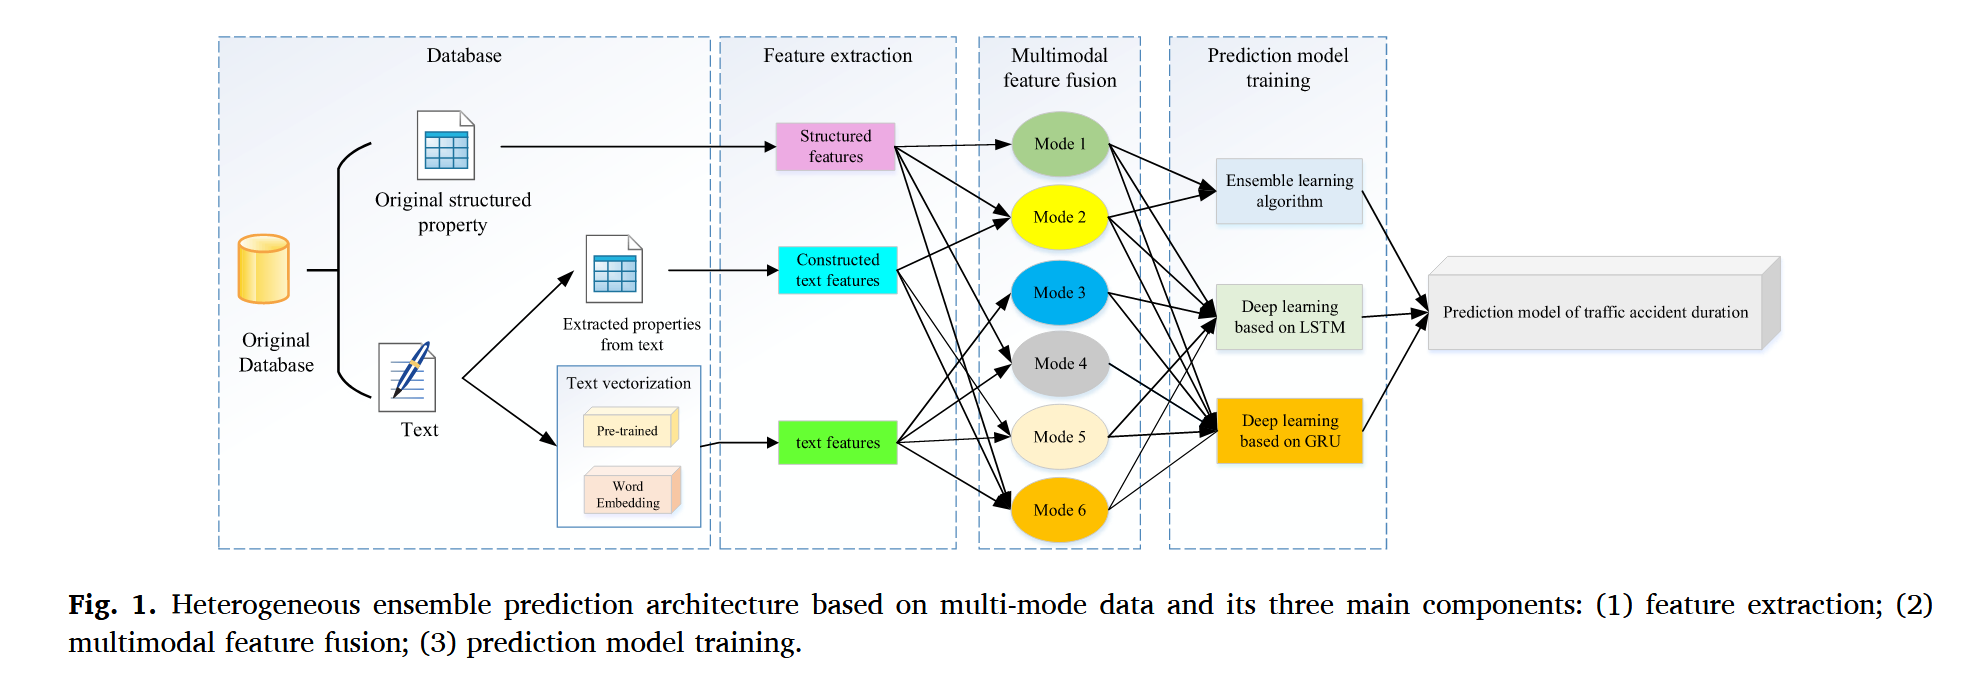 Database
Feature extraction
Multimodal
feature fusion
Prediction model
training
Original structured
property
Original
Database
Text
Extracted properties
from text
Text vectorization
Pre-trained
Word
Embedding
Structured
features
Constructed
text features
text features
Mode 1
Mode 2
Mode 3
Mode 4
Mode 5
Mode 6
Ensemble learning
algorithm
Deep learning
based on LSTM
Deep learning
based on GRU
Prediction model of traffic accident duration
Fig. 1. Heterogeneous ensemble prediction architecture based on multi-mode data and its three main components: (1) feature extraction; (2)
multimodal feature fusion; (3) prediction model training.